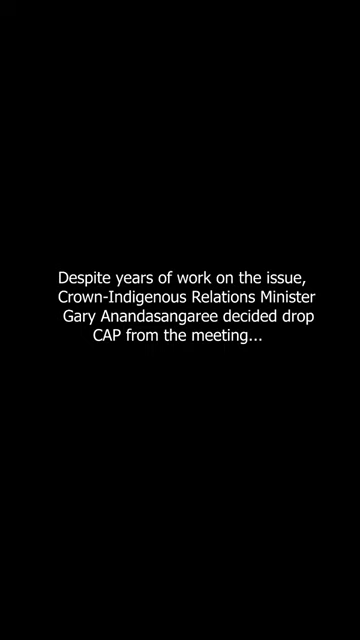 Despite years of work on the issue,
Crown-Indigenous Relations Minister
Gary Anandasangaree decided drop
CAP from the meeting...